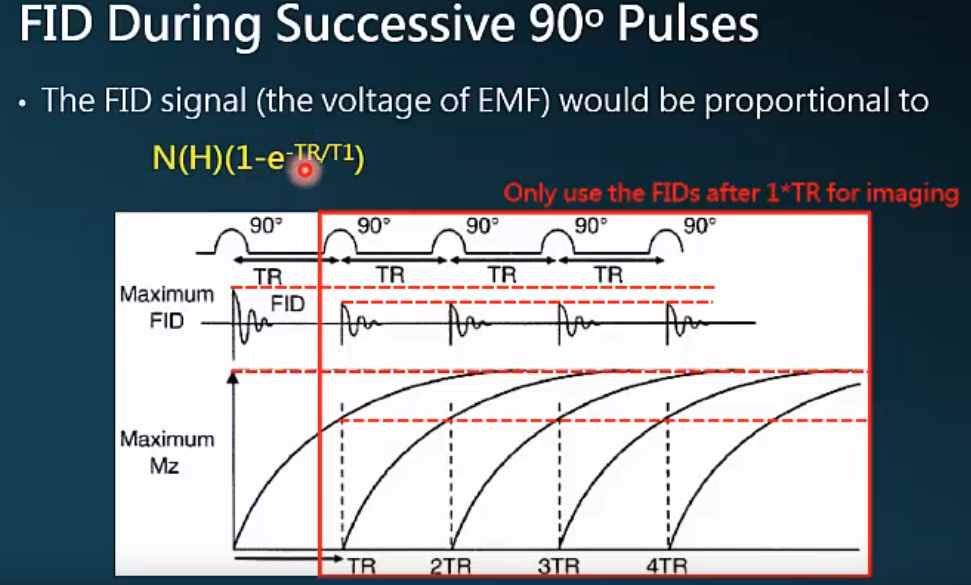 FID During Successive 90º Pulses
• The FID signal (the voltage of EMF) would be proportional to
N(H)(1-e-TR/T1)
Only use the FIDs after 1*TR for imaging
90° 90° 90° 90° 90°
TR TR TR TR
Maximum
FID
FID
Maximum
Mz
TR 2TR 3TR 4TR